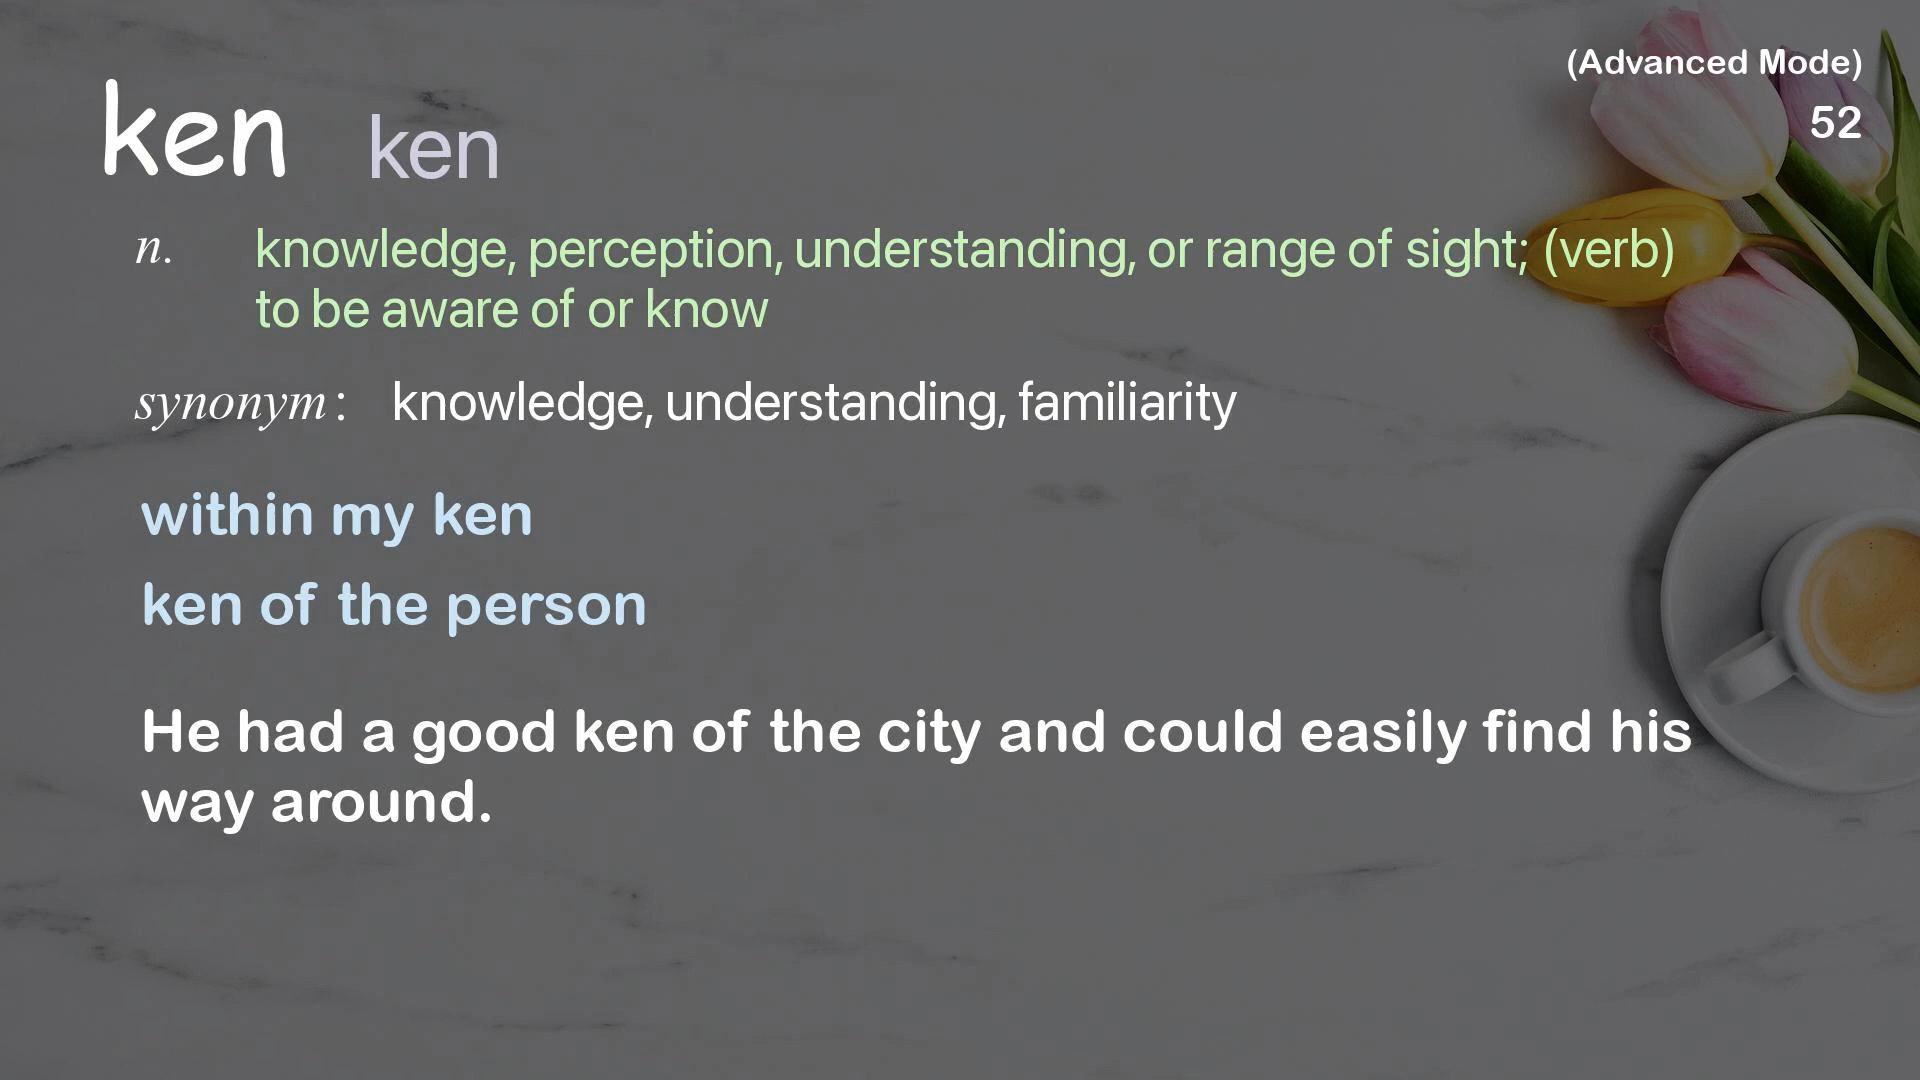 (Advanced Mode)
52
ken ken
n. knowledge, perception, understanding, or range of sight; (verb)
to be aware of or know
synonym: knowledge, understanding, familiarity
within my ken
ken of the person
He had a good ken of the city and could easily find his
way around.